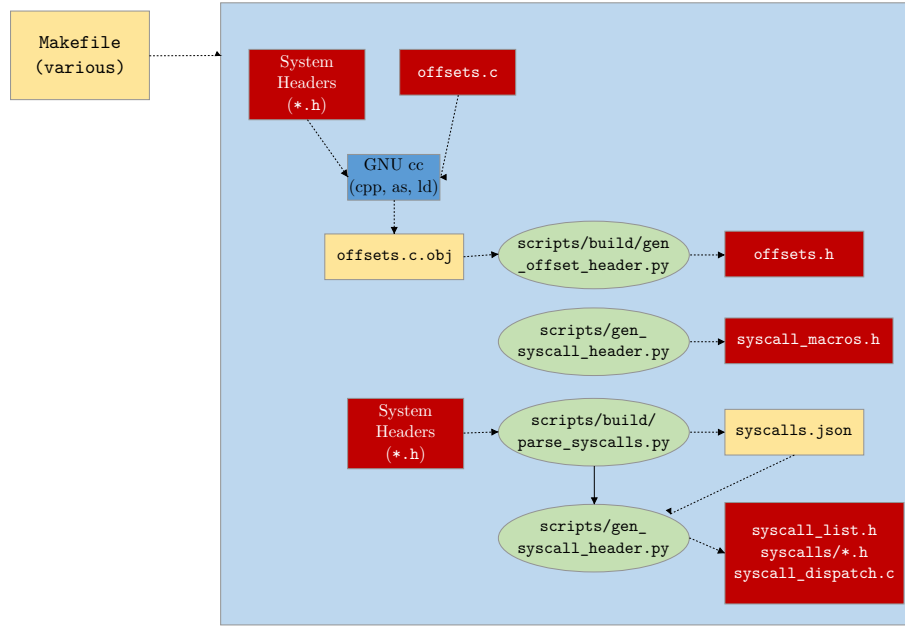 Makefile
(various)
System
Headers
(*.h)
offsets.c
GNU cc
(cpp, as, ld)
offsets.c.obj
scripts/build/gen
_offset_header.py
offsets.h
scripts/gen_
syscall_header.py
syscall_macros.h
System
Headers
(*.h)
scripts/build/
parse_syscalls.py
syscalls.json
scripts/gen_
syscall_header.py
syscall_list.h
syscalls/*.h
syscall_dispatch.c